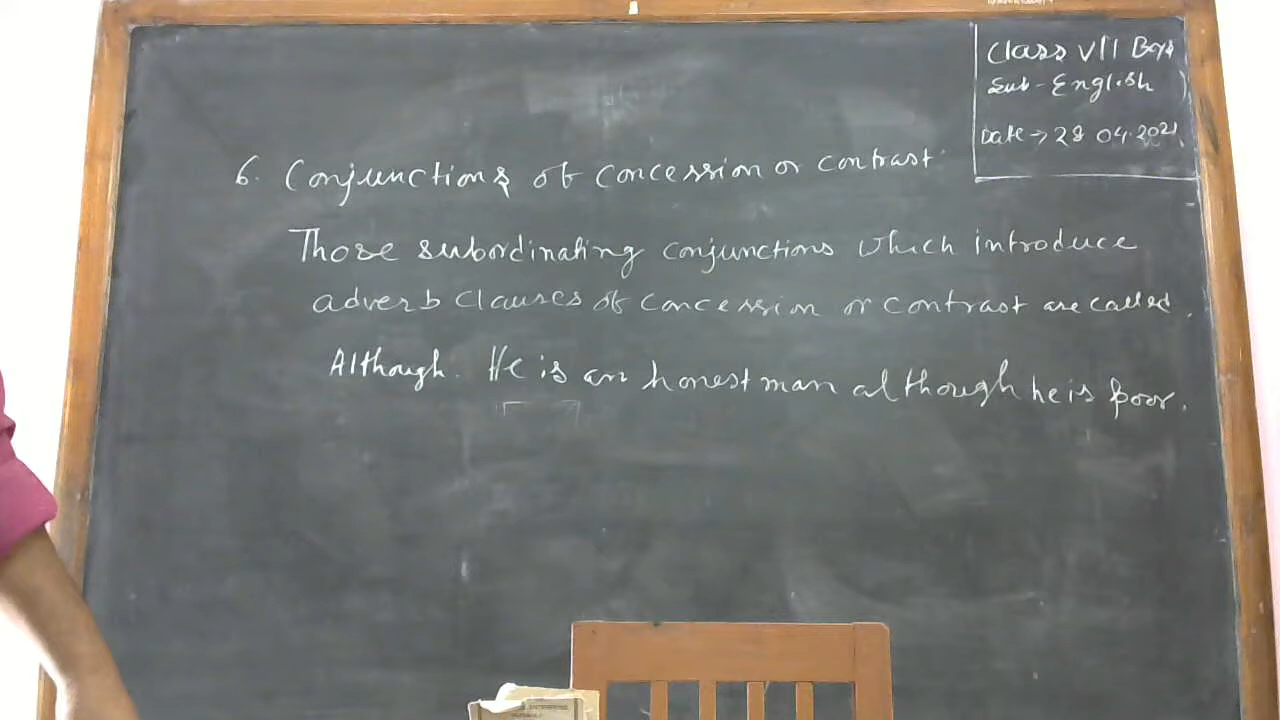 Class VII Boys
Sub - English
Date → 28 04.2021
6. Conjunctions of concession or contrast.
Those subordinating conjunctions which introduce
adverb clauses of concession or contrast are called.
Although. He is an honest man although he is poor.